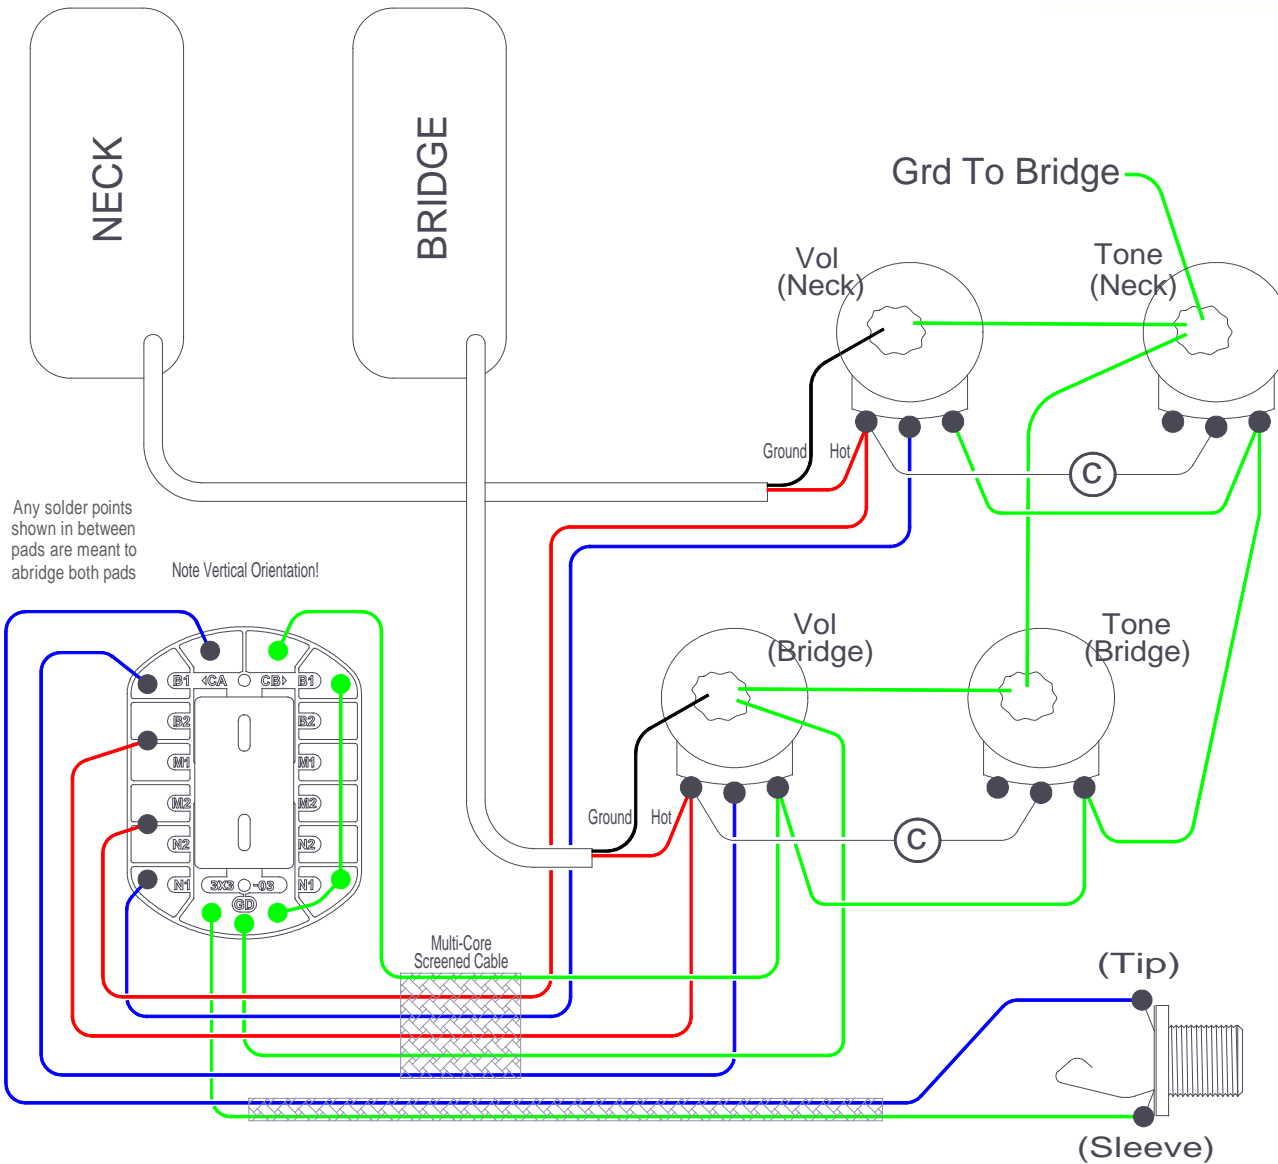 NECK
BRIDGE
Grd To Bridge
Vol
(Neck)
Tone
(Neck)
Ground
Hot
C
Any solder points
shown in between
pads are meant to
abridge both pads
Note Vertical Orientation!
Vol
(Bridge)
Tone
(Bridge)
B1
CA
CB
B1
B2
B2
M1
M1
M2
M2
N2
N2
N1
3X3
-03
N1
GD
Ground
Hot
C
Multi-Core
Screened Cable
(Tip)
(Sleeve)